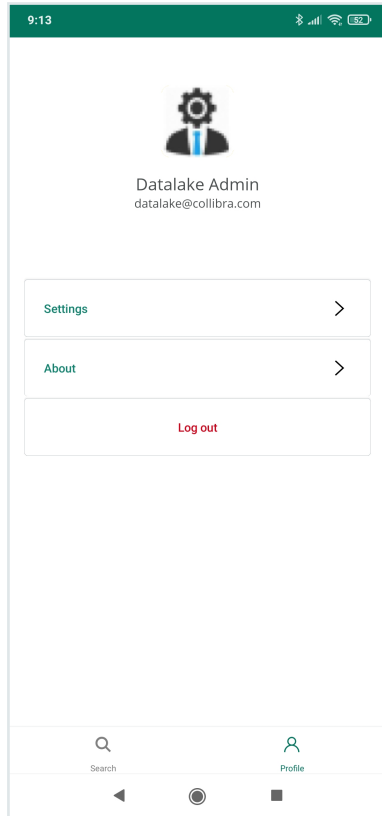 9:13
52
Datalake Admin
datalake@collibra.com
Settings
About
Log out
Search
Profile